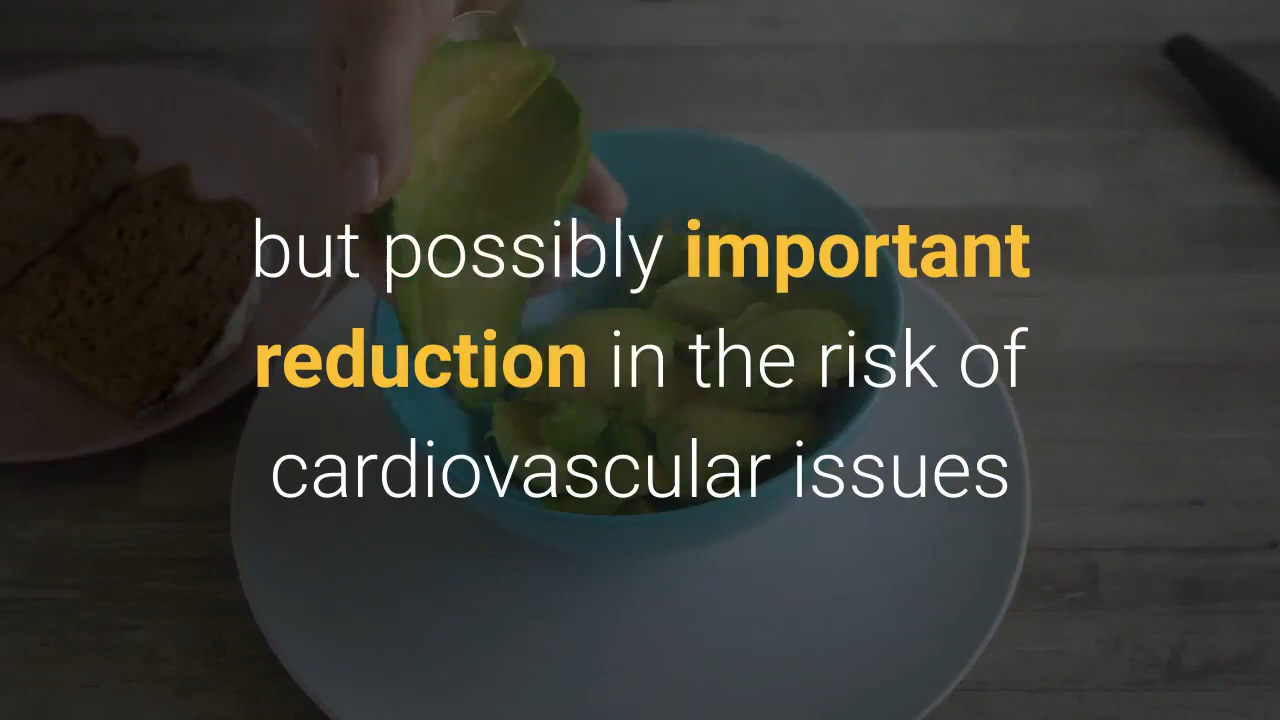 but possibly important
reduction in the risk of
cardiovascular issues